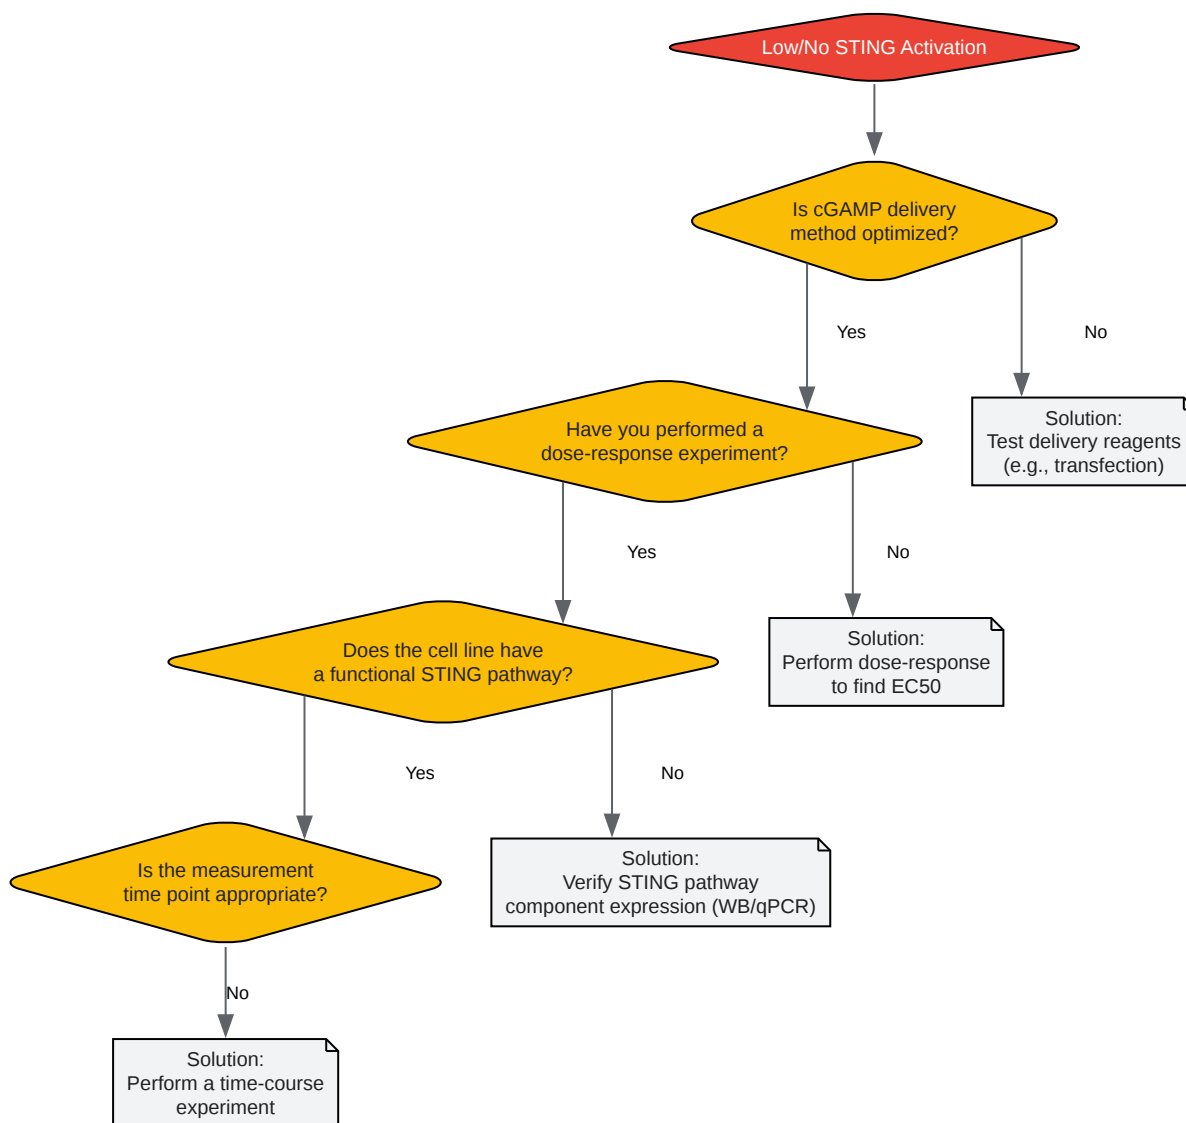 Low/No STING Activation
Is cGAMP delivery
method optimized?
Yes
No
Solution:
Test delivery reagents
(e.g., transfection)
Have you performed a
dose-response experiment?
Yes
No
Solution:
Perform dose-response
to find EC50
Does the cell line have
a functional STING pathway?
Yes
No
Solution:
Verify STING pathway
component expression (WB/qPCR)
Is the measurement
time point appropriate?
No
Solution:
Perform a time-course
experiment